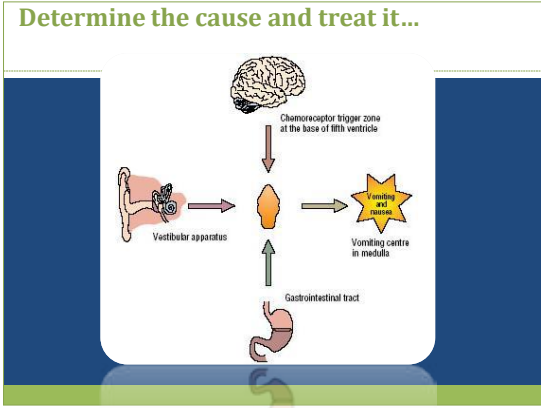 Determine the cause and treat it…
Chemoreceptor trigger zone
at the base of fifth ventricle
Vestibular apparatus
Vomiting
and
nausea
Vomiting centre
in medulla
Gastrointestinal tract